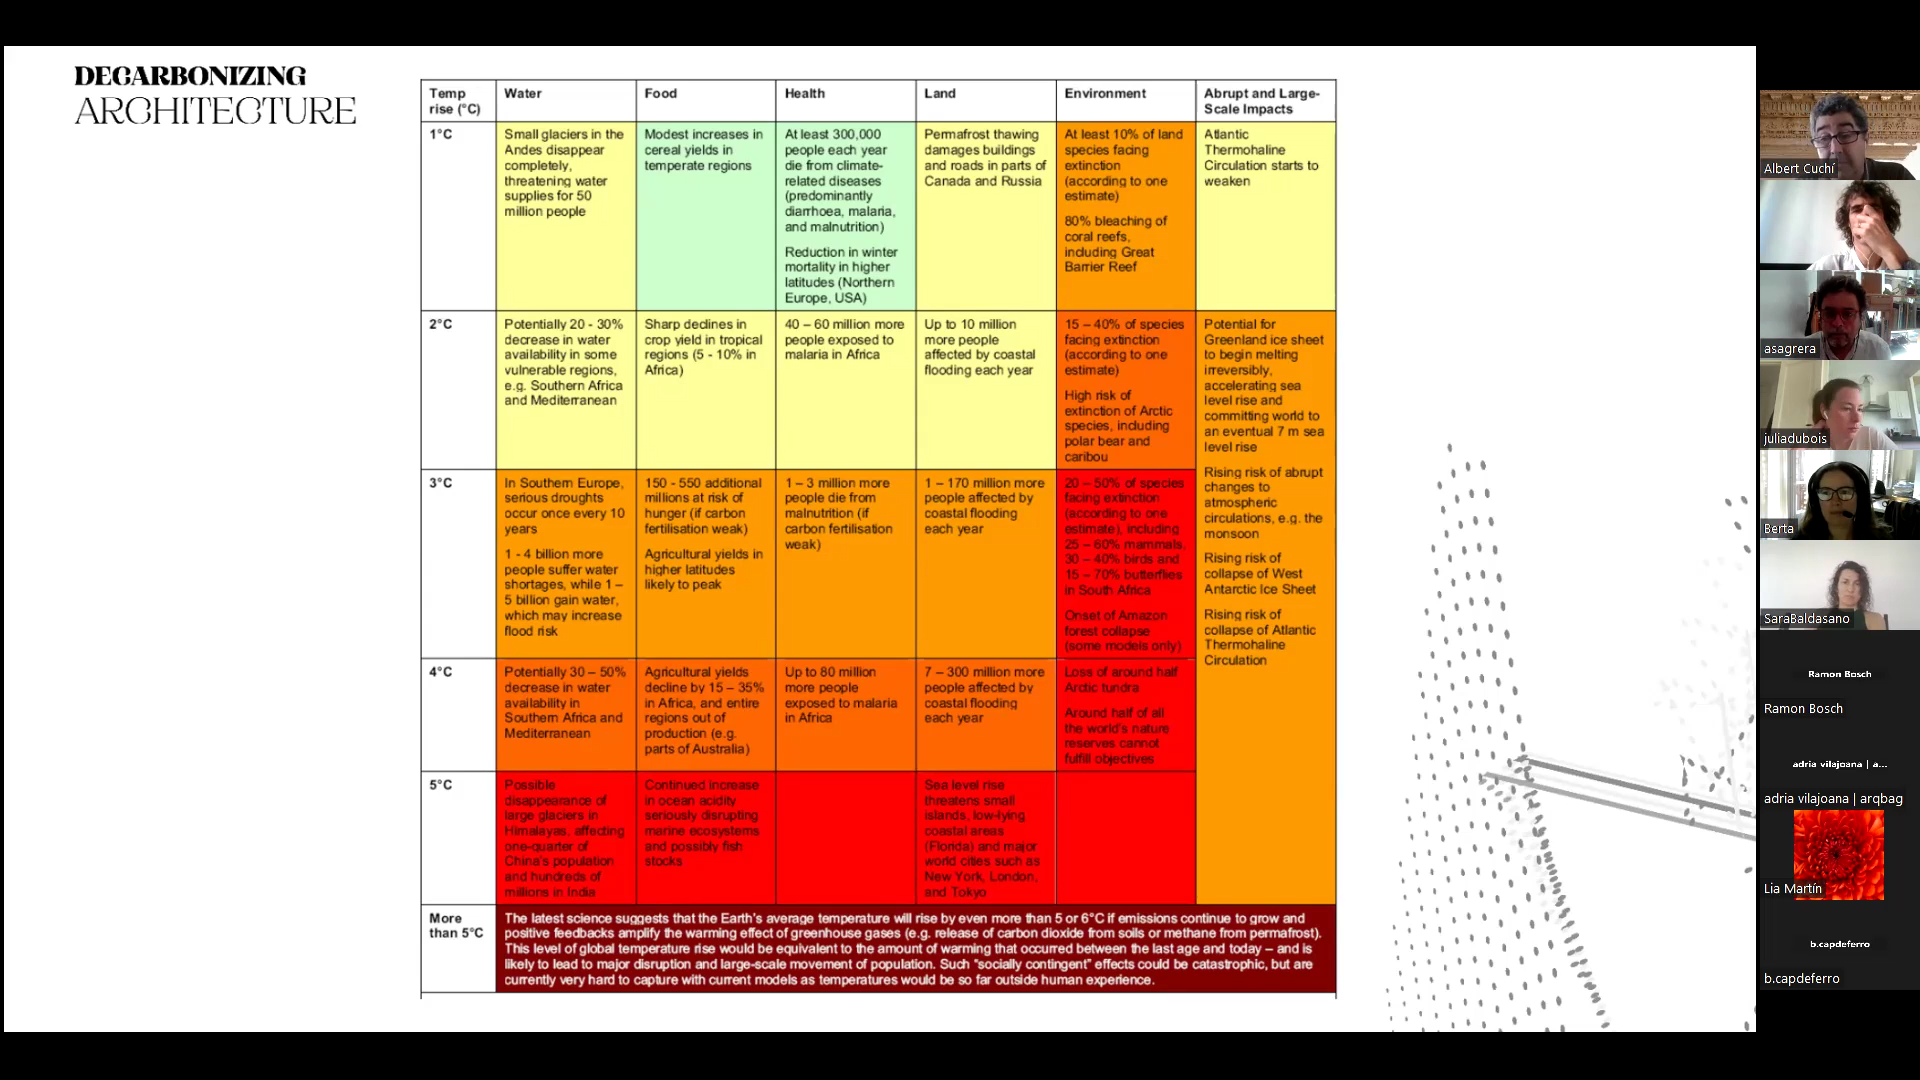 DECARBONIZING
ARCHITECTURE
Temp
rise (°C)
Water
Food
Health
Land
Environment
Abrupt and Large-
Scale Impacts
1°C
Small glaciers in the
Andes disappear
completely,
threatening water
supplies for 50
million people
Modest increases in
cereal yields in
temperate regions
At least 300,000
people each year
die from climate-
related diseases
(predominantly
diarrhoea, malaria,
and malnutrition)
Reduction in winter
mortality in higher
latitudes (Northern
Europe, USA)
Permafrost thawing
damages buildings
and roads in parts of
Canada and Russia
At least 10% of land
species facing
extinction
(according to one
estimate)
80% bleaching of
coral reefs,
including Great
Barrier Reef
Atlantic
Thermohaline
Circulation starts to
weaken
2°C
Potentially 20 - 30%
decrease in water
availability in some
vulnerable regions,
e.g. Southern Africa
and Mediterranean
Sharp declines in
crop yield in tropical
regions (5 - 10% in
Africa)
40 – 60 million more
people exposed to
malaria in Africa
Up to 10 million
more people
affected by coastal
flooding each year
15 – 40% of species
facing extinction
(according to one
estimate)
High risk of
extinction of Arctic
species, including
polar bear and
caribou
Potential for
Greenland ice sheet
to begin melting
irreversibly,
accelerating sea
level rise and
committing world to
an eventual 7 m sea
level rise
Rising risk of abrupt
changes to
atmospheric
circulations, e.g. the
monsoon
Rising risk of
collapse of West
Antarctic Ice Sheet
Rising risk of
collapse of Atlantic
Thermohaline
Circulation
3°C
In Southern Europe,
serious droughts
occur once every 10
years
1 - 4 billion more
people suffer water
shortages, while 1 –
5 billion gain water,
which may increase
flood risk
150 - 550 additional
millions at risk of
hunger (if carbon
fertilisation weak)
Agricultural yields in
higher latitudes
likely to peak
1 – 3 million more
people die from
malnutrition (if
carbon fertilisation
weak)
1 – 170 million more
people affected by
coastal flooding
each year
20 – 50% of species
facing extinction
(according to one
estimate), including
25 – 60% mammals,
30 – 40% birds and
15 – 70% butterflies
in South Africa
Onset of Amazon
forest collapse
(some models only)
4°C
Potentially 30 – 50%
decrease in water
availability in
Southern Africa and
Mediterranean
Agricultural yields
decline by 15 – 35%
in Africa, and entire
regions out of
production (e.g.
parts of Australia)
Up to 80 million
more people
exposed to malaria
in Africa
7 – 300 million more
people affected by
coastal flooding
each year
Loss of around half
Arctic tundra
Around half of all
the world's nature
reserves cannot
fulfill objectives
5°C
Possible
disappearance of
large glaciers in
Himalayas, affecting
one-quarter of
China's population
and hundreds of
millions in India
Continued increase
in ocean acidity
seriously disrupting
marine ecosystems
and possibly fish
stocks
Sea level rise
threatens small
islands, low-lying
coastal areas
(Florida) and major
world cities such as
New York, London,
and Tokyo
More
than 5°C
The latest science suggests that the Earth's average temperature will rise by even more than 5 or 6°C if emissions continue to grow and
positive feedbacks amplify the warming effect of greenhouse gases (e.g. release of carbon dioxide from soils or methane from permafrost).
This level of global temperature rise would be equivalent to the amount of warming that occurred between the last age and today – and is
likely to lead to major disruption and large-scale movement of population. Such "socially contingent" effects could be catastrophic, but are
currently very hard to capture with current models as temperatures would be so far outside human experience.
Albert Cuchí
asagrera
juliadubois
Berta
SaraBaldasano
Ramon Bosch
Ramon Bosch
adria vilajoana | a...
adria vilajoana | arqbag
Lia Martín
b.capdeferro
b.capdeferro